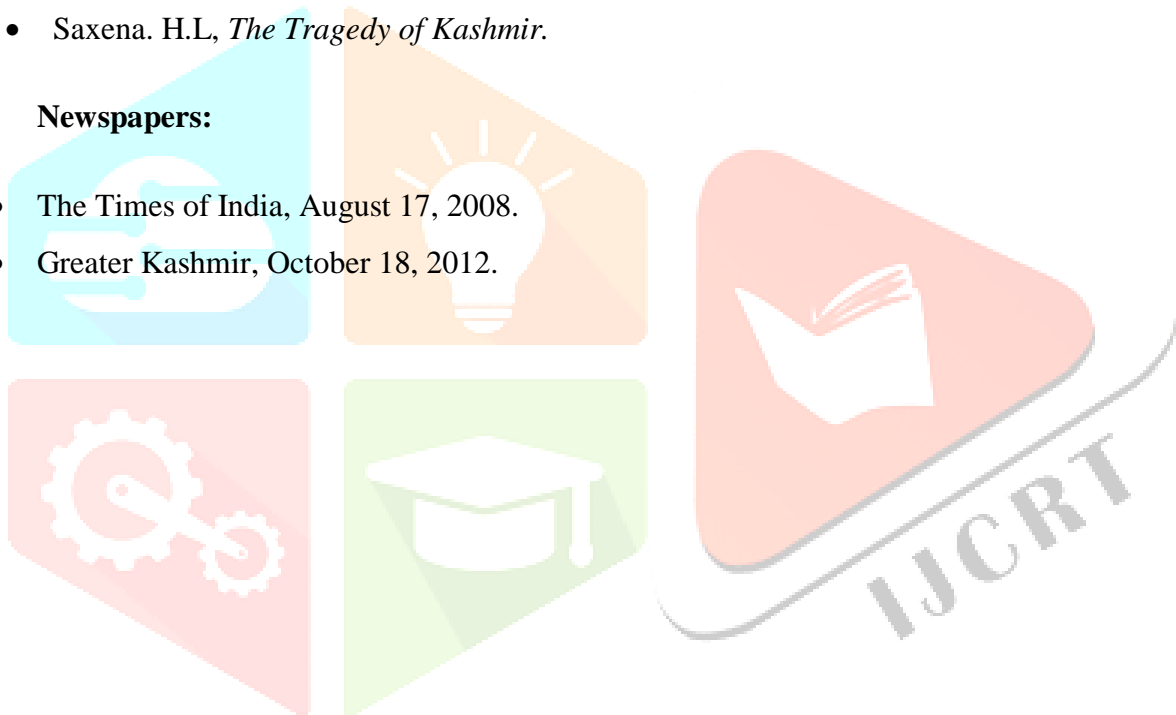 • Saxena. H.L, The Tragedy of Kashmir.
Newspapers:
• The Times of India, August 17, 2008.
• Greater Kashmir, October 18, 2012.
IJCRT